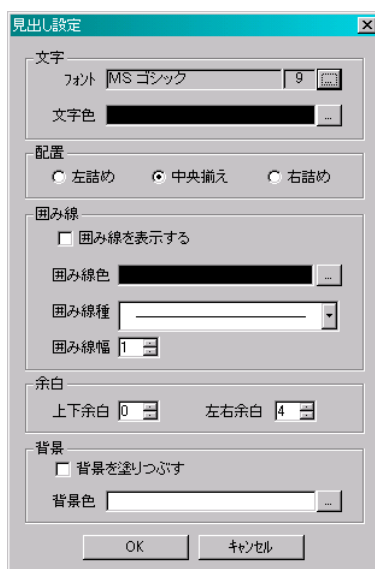 見出し設定
文字
フォント MS ゴシック 9 ...
文字色 ...
配置
左詰め 中央揃え 右詰め
囲み線
囲み線を表示する
囲み線色 ...
囲み線種
囲み線幅 1
余白
上下余白 0 左右余白 4
背景
背景を塗りつぶす
背景色 ...
OK キャンセル